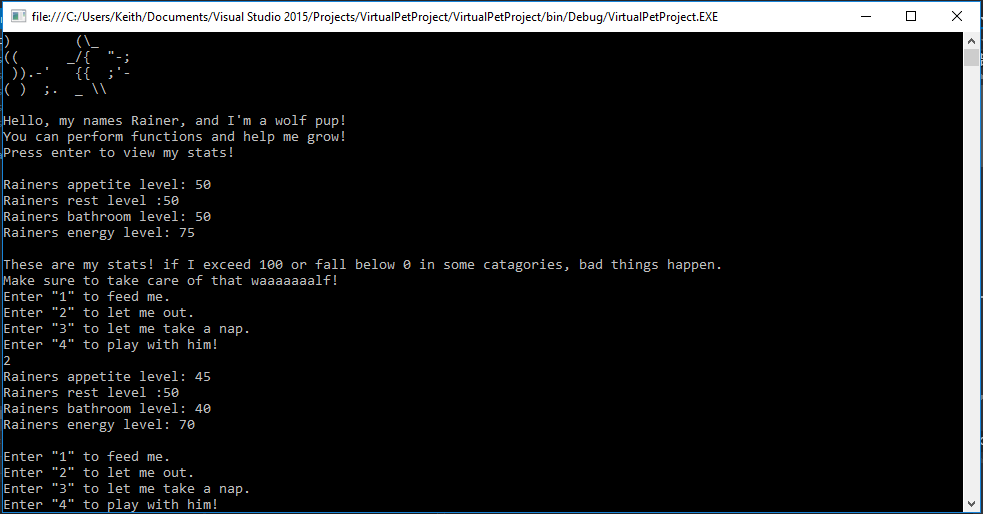 file:///C:/Users/Keith/Documents/Visual Studio 2015/Projects/VirtualPetProject/VirtualPetProject/bin/Debug/VirtualPetProject.EXE
)        (\_
((      _/{  "-;
 )).-'   {{  ;'-
( )  ;.  _ \\
Hello, my names Rainer, and I'm a wolf pup!
You can perform functions and help me grow!
Press enter to view my stats!
Rainers appetite level: 50
Rainers rest level :50
Rainers bathroom level: 50
Rainers energy level: 75
These are my stats! if I exceed 100 or fall below 0 in some catagories, bad things happen.
Make sure to take care of that waaaaaaalf!
Enter "1" to feed me.
Enter "2" to let me out.
Enter "3" to let me take a nap.
Enter "4" to play with him!
2
Rainers appetite level: 45
Rainers rest level :50
Rainers bathroom level: 40
Rainers energy level: 70
Enter "1" to feed me.
Enter "2" to let me out.
Enter "3" to let me take a nap.
Enter "4" to play with him!